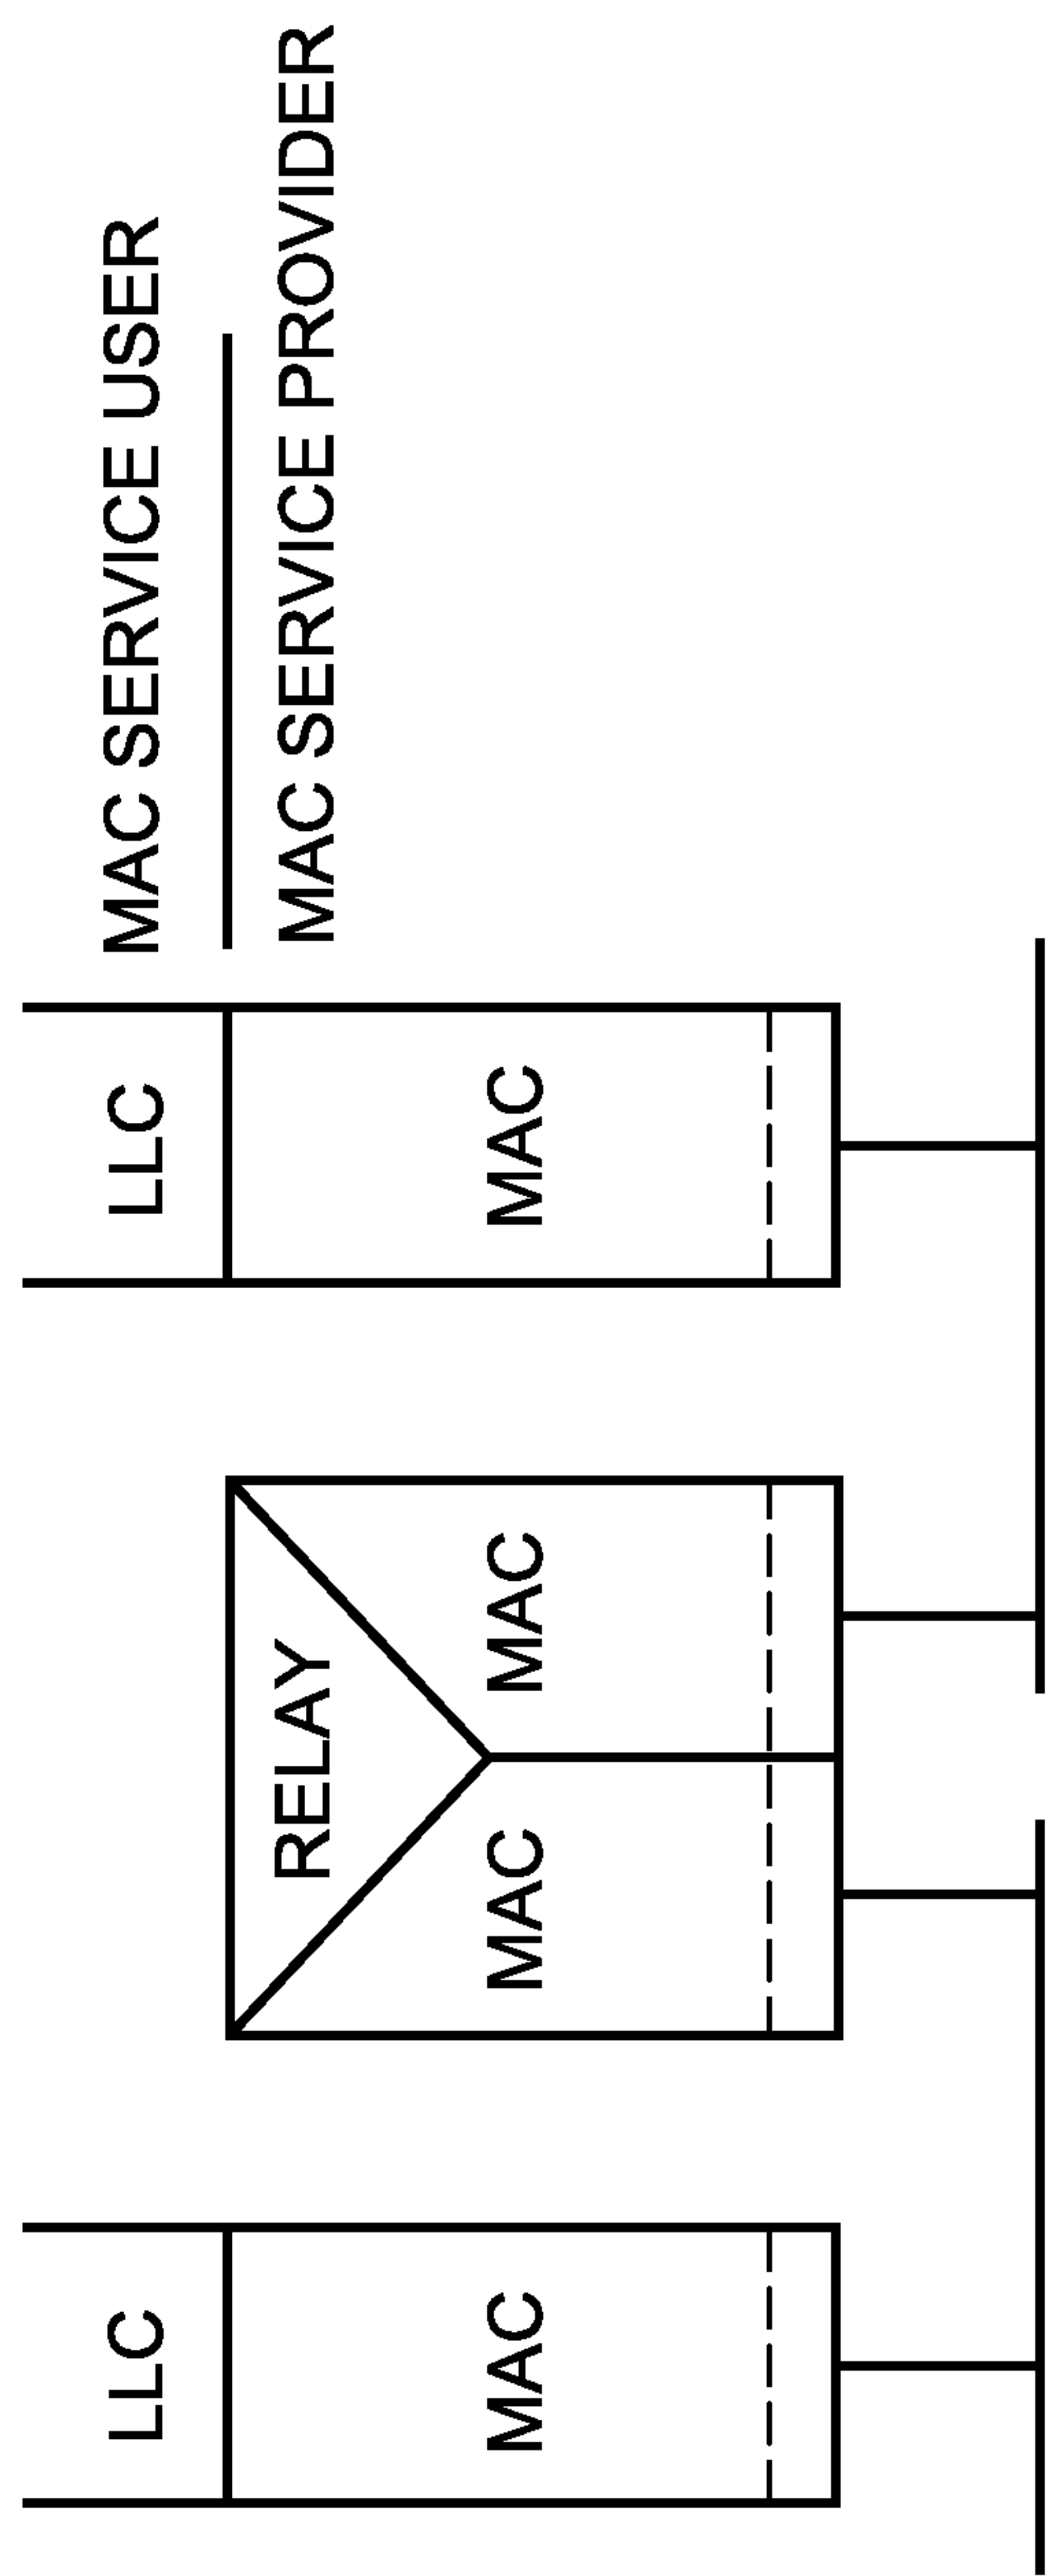 LLC
LLC
MAC SERVICE USER
RELAY
MAC SERVICE PROVIDER
MAC
MAC
MAC
MAC